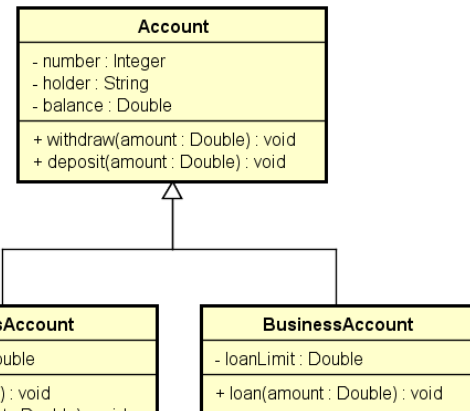 Account
- number : Integer
- holder : String
- balance : Double
+ withdraw(amount : Double) : void
+ deposit(amount : Double) : void
sAccount
ouble
) : void
BusinessAccount
- loanLimit : Double
+ loan(amount : Double) : void